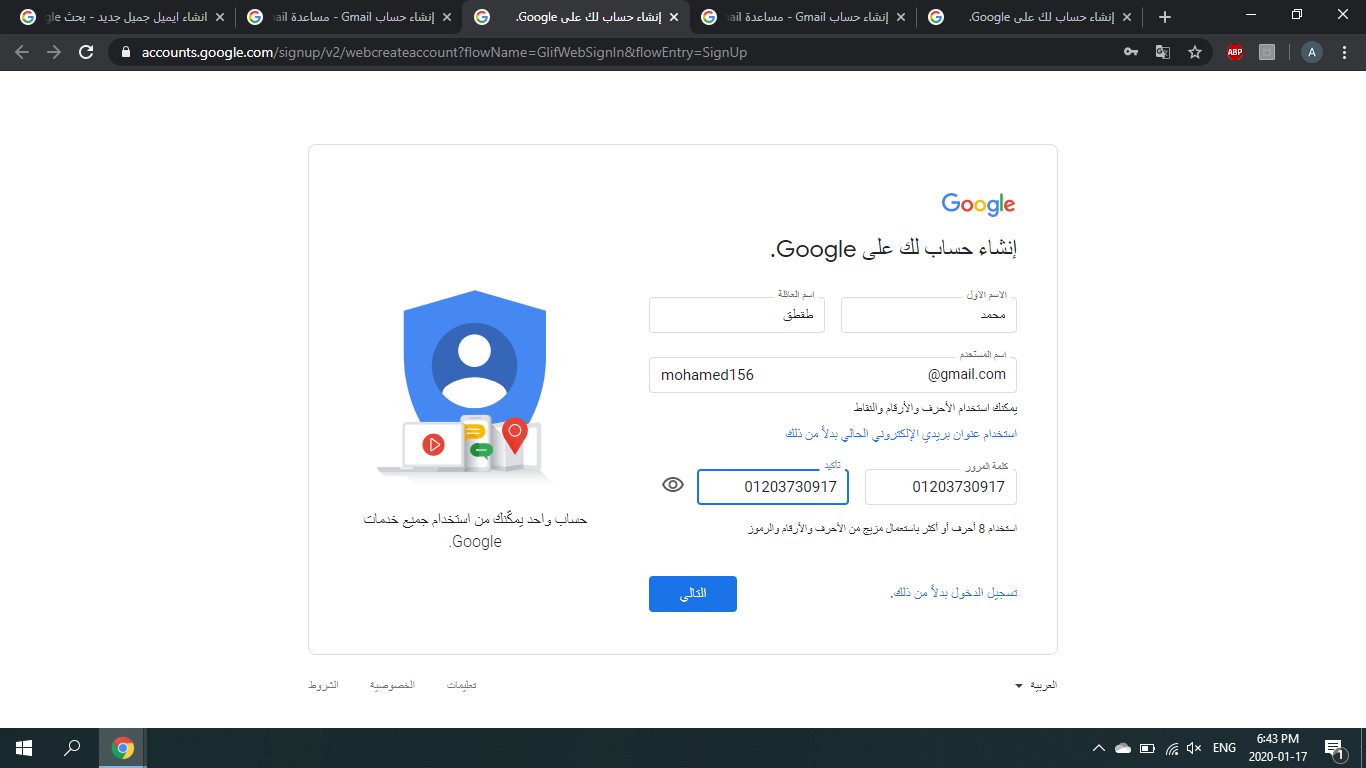 انشاء ايميل جميل جديد - بحث gle
إنشاء حساب Gmail - مساعدة ail
إنشاء حساب لك على Google.
إنشاء حساب Gmail - مساعدة ail
إنشاء حساب لك على Google.
accounts.google.com/signup/v2/webcreateaccount?flowName=GlifWebSignIn&flowEntry=SignUp
ABP
A
Google
إنشاء حساب لك على Google.
الاسم الأول
اسم العائلة
محمد
طقطق
اسم المستخدم
mohamed156
@gmail.com
يمكنك استخدام الأحرف والأرقام والنقاط
استخدام عنوان بريدي الإلكتروني الحالي بدلاً من ذلك
كلمة المرور
تأكيد
01203730917
01203730917
استخدام 8 أحرف أو أكثر باستعمال مزيج من الأحرف والأرقام والرموز
تسجيل الدخول بدلاً من ذلك.
التالي
حساب واحد يمكّنك من استخدام جميع خدمات
Google.
العربية
تعليمات
الخصوصية
الشروط
ENG
6:43 PM
2020-01-17
1